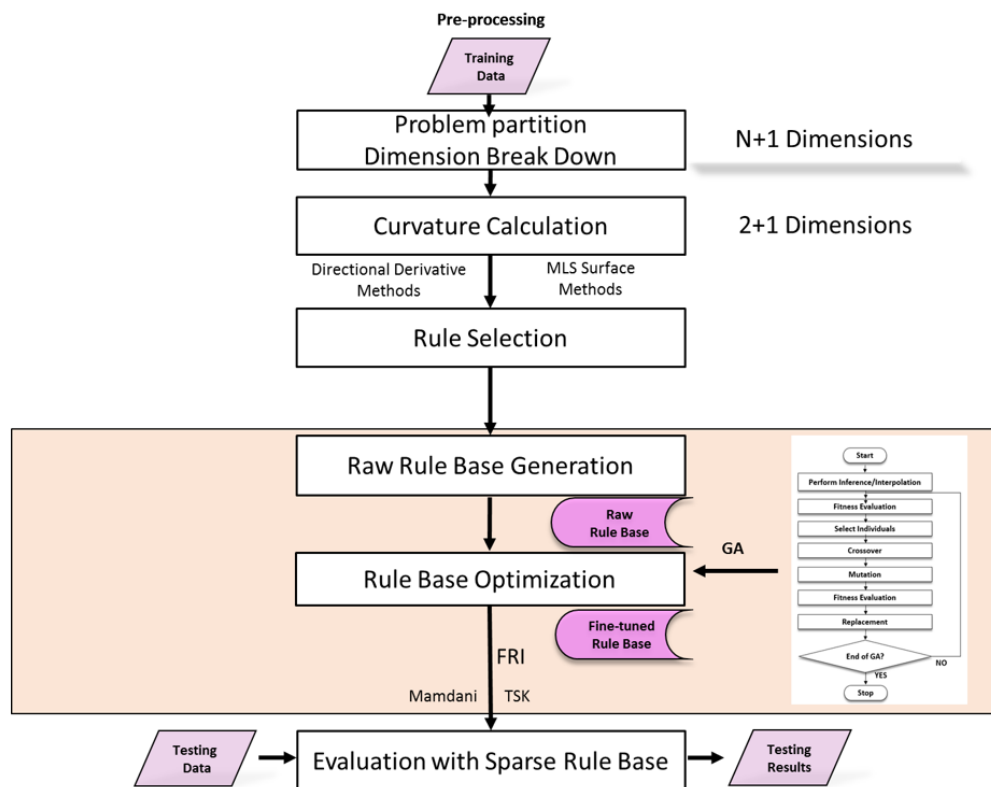 Pre-processing
Training
Data
Problem partition
Dimension Break Down
N+1 Dimensions
Curvature Calculation
2+1 Dimensions
Directional Derivative
Methods
MLS Surface
Methods
Rule Selection
Raw Rule Base Generation
Raw
Rule Base
GA
Rule Base Optimization
Fine-tuned
Rule Base
FRI
Mamdani
TSK
Start
Perform Inference/Interpolation
Fitness Evaluation
Select Individuals
Crossover
Mutation
Fitness Evaluation
Replacement
End of GA?
NO
YES
Stop
Testing
Data
Evaluation with Sparse Rule Base
Testing
Results